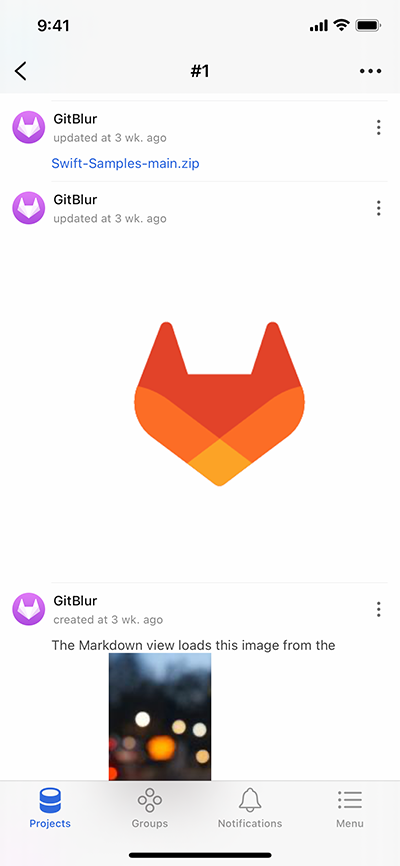 9:41
#1
GitBlur
updated at 3 wk. ago
Swift-Samples-main.zip
GitBlur
updated at 3 wk. ago
GitBlur
created at 3 wk. ago
The Markdown view loads this image from the
Projects
Groups
Notifications
Menu